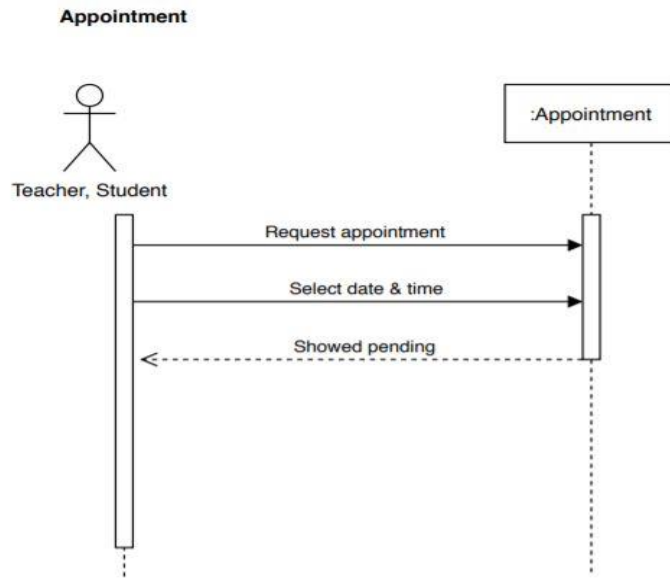 Appointment
:Appointment
Teacher, Student
Request appointment
Select date & time
Showed pending